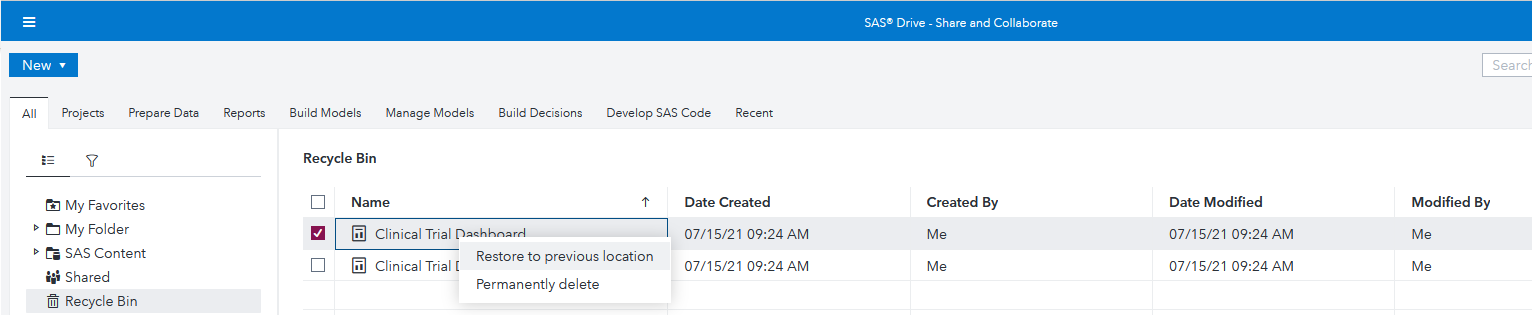 SAS® Drive - Share and Collaborate
New
Search
All Projects Prepare Data Reports Build Models Manage Models Build Decisions Develop SAS Code Recent
My Favorites
My Folder
SAS Content
Shared
Recycle Bin
Recycle Bin
Name Date Created Created By Date Modified Modified By
Clinical Trial Dashboard 07/15/21 09:24 AM Me 07/15/21 09:24 AM Me
Clinical Trial 07/15/21 09:24 AM Me 07/15/21 09:24 AM Me
Restore to previous location
Permanently delete